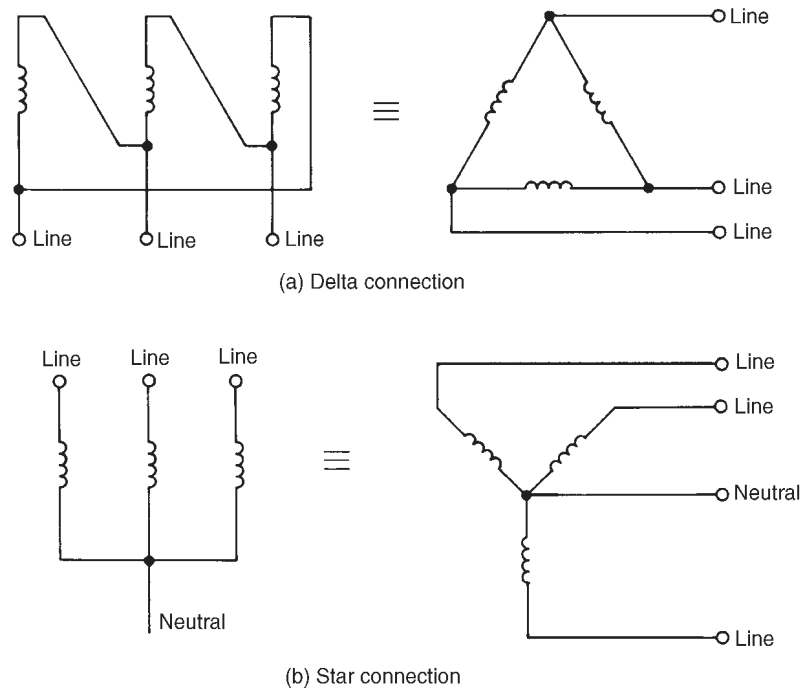 Line
Line
Line
Line Line Line
(a) Delta connection
Line Line Line
Line
Line
Neutral
Neutral
Line
(b) Star connection